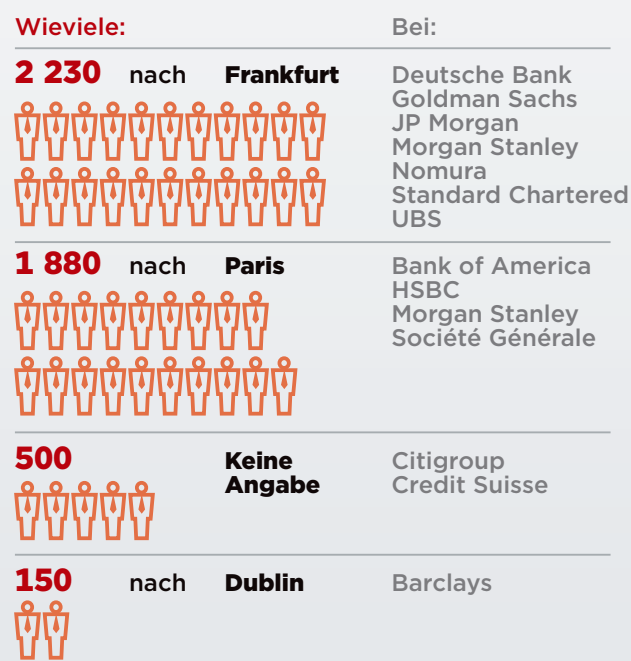 Wieviele: Bei:
2 230 nach Frankfurt Deutsche Bank
Goldman Sachs
JP Morgan
Morgan Stanley
Nomura
Standard Chartered
UBS
1 880 nach Paris Bank of America
HSBC
Morgan Stanley
Société Générale
500 Keine Citigroup
Angabe Credit Suisse
150 nach Dublin Barclays